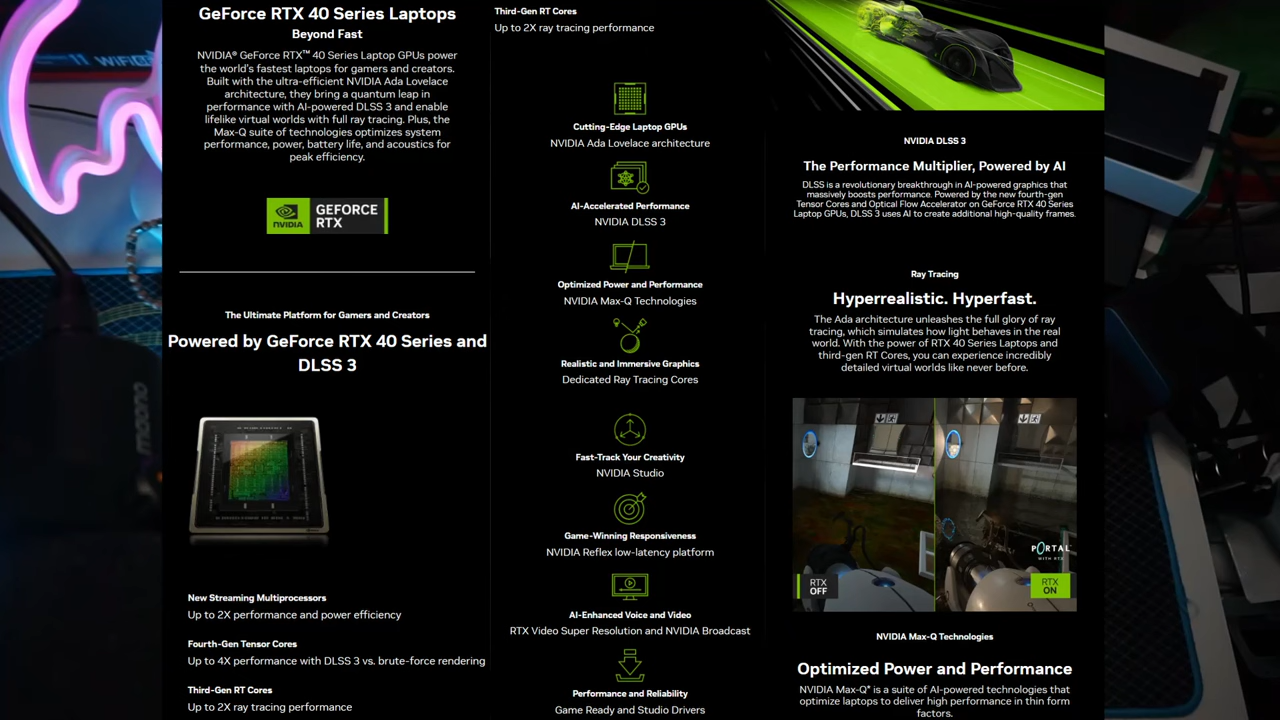 GeForce RTX 40 Series Laptops
Beyond Fast
NVIDIA® GeForce RTX™ 40 Series Laptop GPUs power
the world's fastest laptops for gamers and creators.
Built with the ultra-efficient NVIDIA Ada Lovelace
architecture, they bring a quantum leap in
performance with AI-powered DLSS 3 and enable
lifelike virtual worlds with full ray tracing. Plus, the
Max-Q suite of technologies optimizes system
performance, power, battery life, and acoustics for
peak efficiency.
NVIDIA
GEFORCE
RTX
The Ultimate Platform for Gamers and Creators
Powered by GeForce RTX 40 Series and
DLSS 3
New Streaming Multiprocessors
Up to 2X performance and power efficiency
Fourth-Gen Tensor Cores
Up to 4X performance with DLSS 3 vs. brute-force rendering
Third-Gen RT Cores
Up to 2X ray tracing performance
Third-Gen RT Cores
Up to 2X ray tracing performance
Cutting-Edge Laptop GPUs
NVIDIA Ada Lovelace architecture
AI-Accelerated Performance
NVIDIA DLSS 3
Optimized Power and Performance
NVIDIA Max-Q Technologies
Realistic and Immersive Graphics
Dedicated Ray Tracing Cores
Fast-Track Your Creativity
NVIDIA Studio
Game-Winning Responsiveness
NVIDIA Reflex low-latency platform
AI-Enhanced Voice and Video
RTX Video Super Resolution and NVIDIA Broadcast
Performance and Reliability
Game Ready and Studio Drivers
NVIDIA DLSS 3
The Performance Multiplier, Powered by AI
DLSS is a revolutionary breakthrough in AI-powered graphics that
massively boosts performance. Powered by the new fourth-gen
Tensor Cores and Optical Flow Accelerator on GeForce RTX 40 Series
Laptop GPUs, DLSS 3 uses AI to create additional high-quality frames.
Ray Tracing
Hyperrealistic. Hyperfast.
The Ada architecture unleashes the full glory of ray
tracing, which simulates how light behaves in the real
world. With the power of RTX 40 Series Laptops and
third-gen RT Cores, you can experience incredibly
detailed virtual worlds like never before.
PORTAL
WITH RTX
RTX
OFF
RTX
ON
NVIDIA Max-Q Technologies
Optimized Power and Performance
NVIDIA Max-Q* is a suite of AI-powered technologies that
optimize laptops to deliver high performance in thin form
factors.